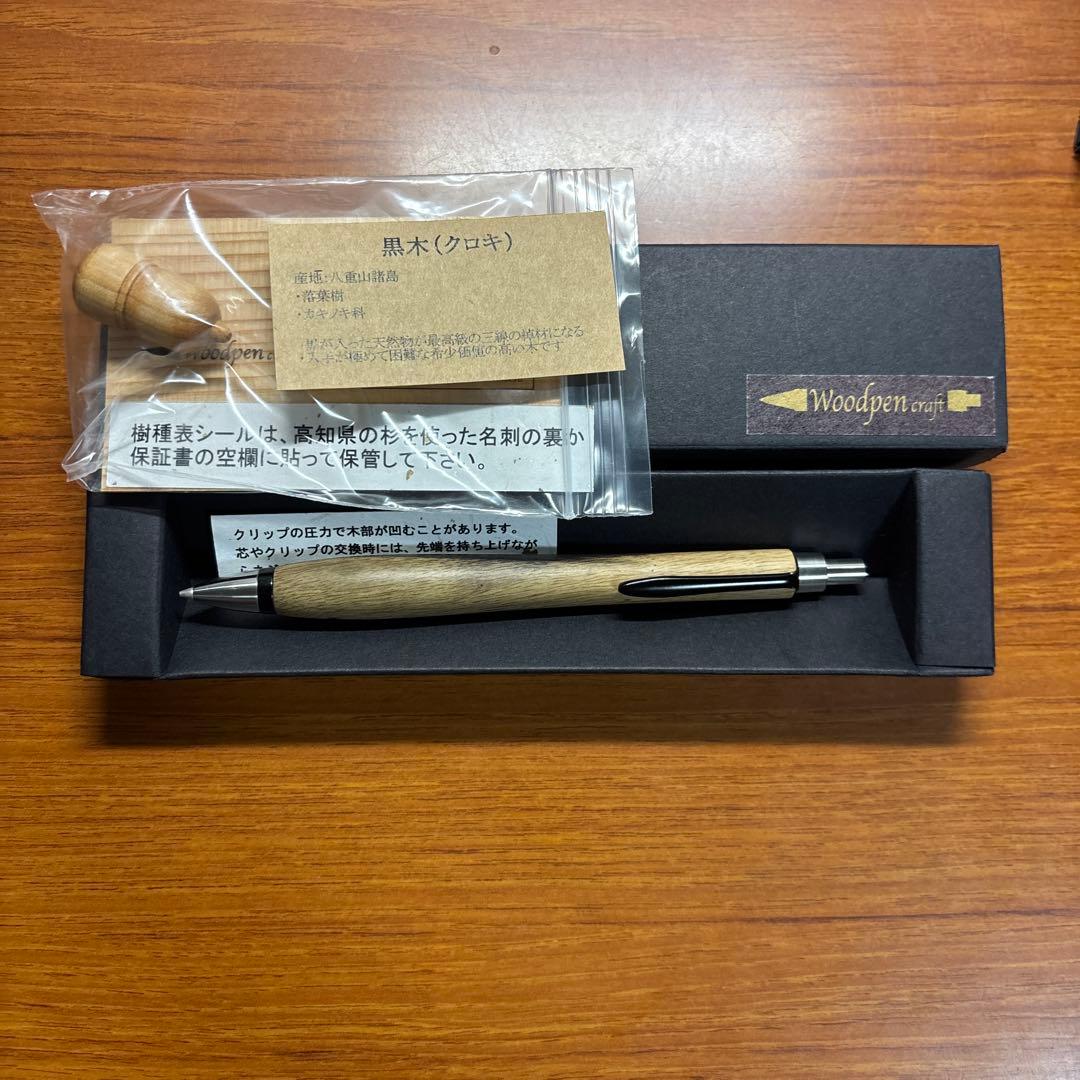 黒木(クロキ)
産地:八重山諸島
・落葉樹
・カキノキ科
が入った天然物が最高級の三線の棹材になる
・入手が極めて困難な希少価値の高い木です
Woodpen
樹種表シールは、高知県の杉を使った名刺の裏か
保証書の空欄に貼って保管して下さい。
Woodpen craft
クリップの圧力で木部が凹むことがあります。
芯やクリップの交換時には、先端を持ち上げなが